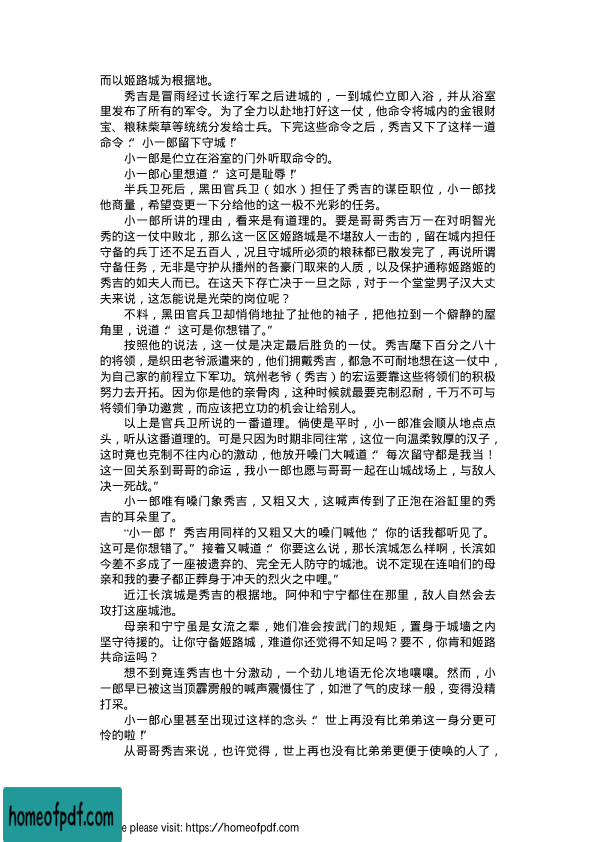 而以姬路城为根据地。
秀吉是冒雨经过长途行军之后进城的，一到城伫立即入浴，并从浴室
里发布了所有的军令。为了全力以赴地打好这一仗，他命令将城内的金银财
宝、粮秣柴草等统统分发给士兵。下完这些命令之后，秀吉又下了这样一道
命令：“小一郎留下守城！”
小一郎是伫立在浴室的门外听取命令的。
小一郎心里想道：“这可是耻辱！”
半兵卫死后，黑田官兵卫（如水）担任了秀吉的谋臣职位，小一郎找
他商量，希望变更一下分给他的这一极不光彩的任务。
小一郎所讲的理由，看来是有道理的。要是哥哥秀吉万一在对明智光
秀的这一仗中败北，那么这一区区姬路城是不堪敌人一击的，留在城内担任
守备的兵丁还不足五百人，况且守城所必须的粮秣都已散发完了，再说所谓
守备任务，无非是守护从播州的各豪门取来的人质，以及保护通称姬路姬的
秀吉的如夫人而已。在这天下存亡决于一旦之际，对于一个堂堂男子汉大丈
夫来说，这怎能说是光荣的岗位呢？
不料，黑田官兵卫却悄悄地扯了扯他的袖子，把他拉到一个僻静的屋
角里，说道：“这可是你想错了。”
按照他的说法，这一仗是决定最后胜负的一仗。秀吉麾下百分之八十
的将领，是织田老爷派遣来的，他们拥戴秀吉，都急不可耐地想在这一仗中，
为自己家的前程立下军功。筑州老爷（秀吉）的宏运要靠这些将领们的积极
努力去开拓。因为你是他的亲骨肉，这种时候就最要克制忍耐，千万不可与
将领们争功邀赏，而应该把立功的机会让给别人。
以上是官兵卫所说的一番道理。倘使是平时，小一郎准会顺从地点点
头，听从这番道理的。可是只因为时期非同往常，这位一向温柔敦厚的汉子，
这时竟也克制不住内心的激动，他放开嗓门大喊道：“每次留守都是我当！
这一回关系到哥哥的命运，我小一郎也愿与哥哥一起在山城战场上，与敌人
决一死战。”
小一郎唯有嗓门象秀吉，又粗又大，这喊声传到了正泡在浴缸里的秀
吉的耳朵里了。
“小一郎！”秀吉用同样的又粗又大的嗓门喊他，“你的话我都听见了。
这可是你想错了。”接着又喊道：“你要这么说，那长滨城怎么样啊，长滨如
今差不多成了一座被遗弃的、完全无人防守的城池。说不定现在连咱们的母
亲和我的妻子都正葬身于冲天的烈火之中哩。”
近江长滨城是秀吉的根据地。阿仲和宁宁都住在那里，敌人自然会去
攻打这座城池。
母亲和宁宁虽是女流之辈，她们准会按武门的规矩，置身于城墙之内
坚守待援的。让你守备姬路城，难道你还觉得不知足吗？要不，你肯和姬路
共命运吗？
想不到竟连秀吉也十分激动，一个劲儿地语无伦次地嚷嚷。然而，小
一郎早已被这当顶霹雳般的喊声震慑住了，如泄了气的皮球一般，变得没精
打采。
小一郎心里甚至出现过这样的念头：“世上再没有比弟弟这一身分更可
怜的啦！”
从哥哥秀吉来说，也许觉得，世上再也没有比弟弟更便于使唤的人了，
homeofpdf.com
e please visit: https://homeofpdf.com